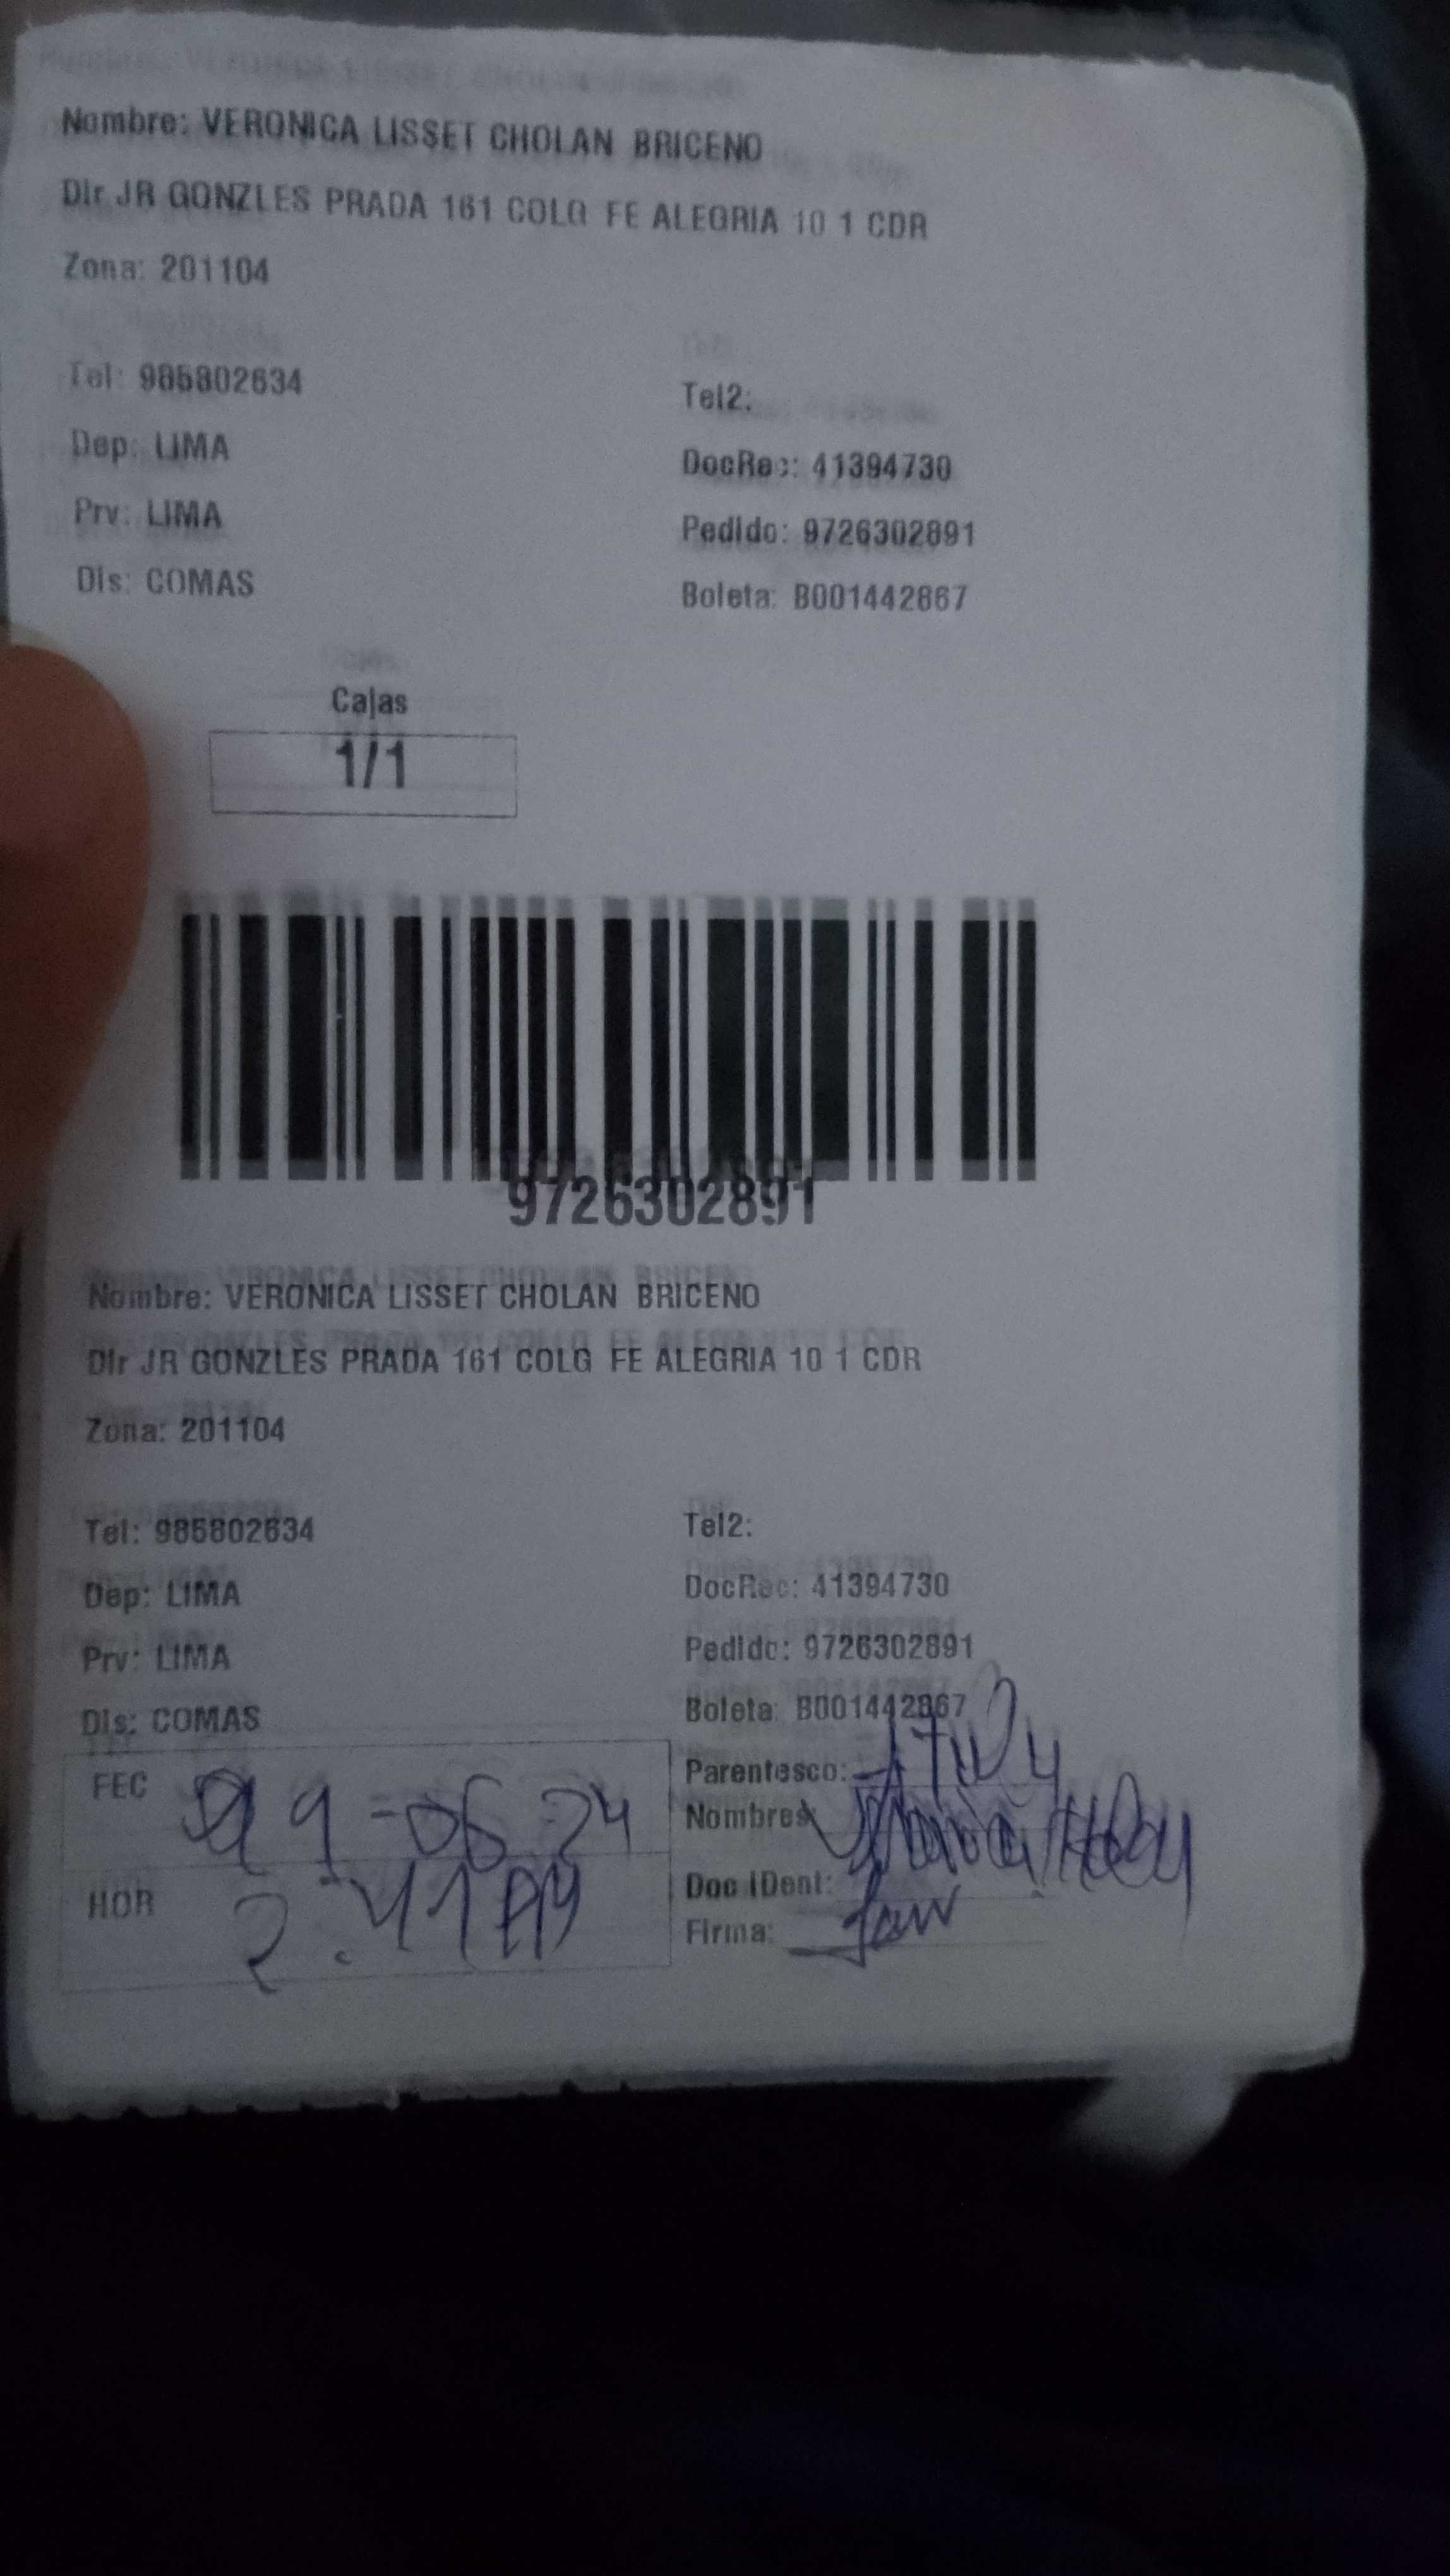 Nombre: VERONICA LISSET CHOLAN BRICENO
Dir JR GONZLES PRADA 161 COLG FE ALEGRIA 10 1 CDR
Zona: 201104
Tel: 985802634
Tel2:
Dep: LIMA
DocRec: 41394730
Prv: LIMA
Pedido: 9726302891
Dis: COMAS
Boleta: B001442867
Cajas
1/1
9726302891
Nombre: VERONICA LISSET CHOLAN BRICENO
Dir JR GONZLES PRADA 161 COLG FE ALEGRIA 10 1 CDR
Zona: 201104
Tel: 985802634
Tel2:
Dep: LIMA
DocRec: 41394730
Prv: LIMA
Pedido: 9726302891
Dis: COMAS
Boleta: B001442867
FEC
Parentesco:
Nombres
HOR
Doc IDent:
Firma: